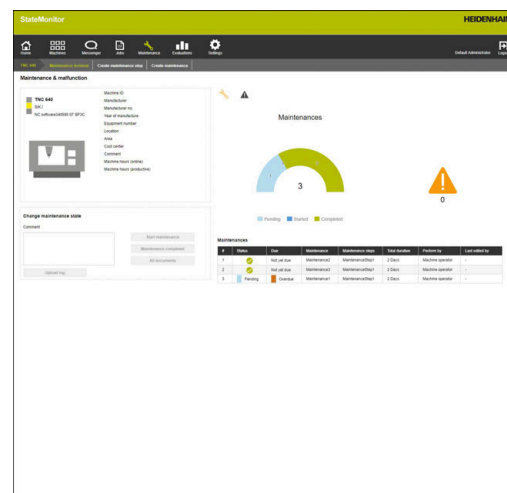 StateMonitor
HEIDENHAIN
Home Machines Messenger Jobs Maintenance Evaluations Settings
Default Administrator
TNC 640 Maintenance terminal Create maintenance step Create maintenance
Maintenance & malfunction
TNC 640
NC software
Machine ID
Manufacturer
Manufacturer no.
Year of manufacture
Equipment number
Location
Area
Cost center
Comment
Machine hours (entire)
Machine hours (productive)
Maintenances
3
0
Pending Started Completed
Change maintenance state
Comment
Start maintenance
Maintenance completed
All documents
Upload log
Maintenances
# Status Due Maintenance Maintenance steps Total duration Perform by Last edited by
1 Not yet due Maintenance2 MaintenanceStep1 2 Days Machine operator -
2 Not yet due Maintenance3 MaintenanceStep1 2 Days Machine operator -
3 Pending Overdue Maintenance1 MaintenanceStep1 2 Days Machine operator -